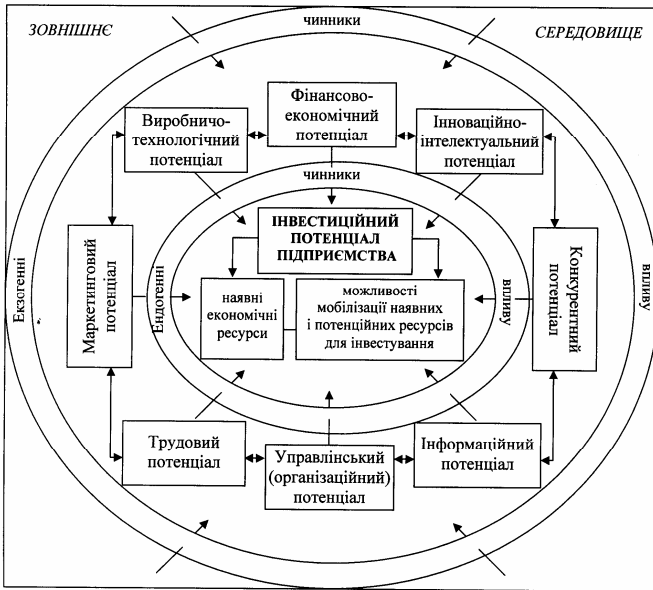 ЗОВНІШНЄ
чинники
СЕРЕДОВИЩЕ
Фінансово-
економічний
потенціал
Виробничо-
технологічний
потенціал
Інноваційно-
інтелектуальний
потенціал
чинники
ІНВЕСТИЦІЙНИЙ
ПОТЕНЦІАЛ
ПІДПРИЄМСТВА
Екзогенні
Маркетинговий
потенціал
Ендогенні
наявні
економічні
ресурси
можливості
мобілізації наявних
і потенційних ресурсів
для інвестування
впливу
Конкурентний
потенціал
впливу
Трудовий
потенціал
Управлінський
(організаційний)
потенціал
Інформаційний
потенціал